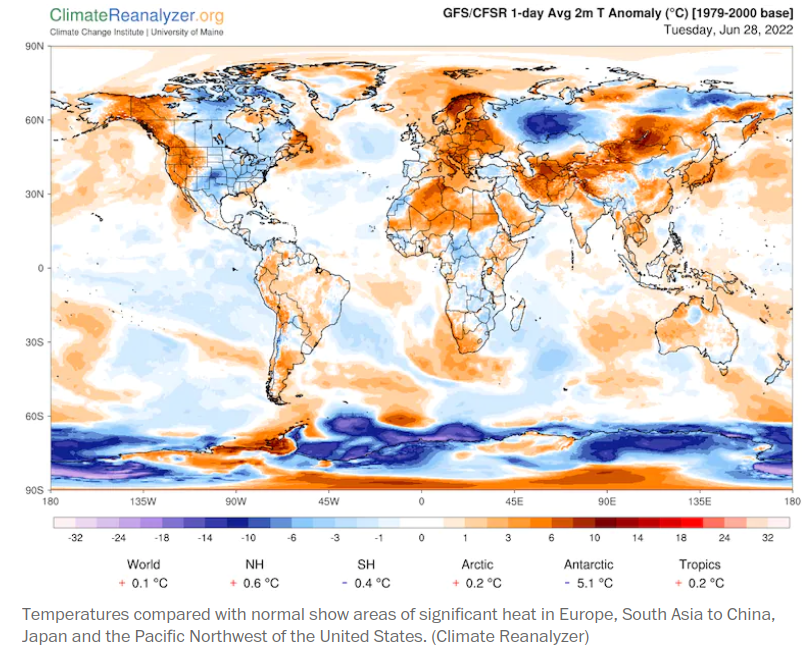 ClimateReanalyzer.org
Climate Change Institute | University of Maine
GFS/CFSR 1-day Avg 2m T Anomaly (°C) [1979-2000 base]
Tuesday, Jun 28, 2022
90N
60N
30N
0
30S
60S
90S
180 135W 90W 45W 0 45E 90E 135E 180
-32 -24 -18 -14 -10 -6 -3 -1 0 1 3 6 10 14 18 24 32
World NH SH Arctic Antarctic Tropics
+ 0.1 °C + 0.6 °C - 0.4 °C + 0.2 °C - 5.1 °C + 0.2 °C
Temperatures compared with normal show areas of significant heat in Europe, South Asia to China,
Japan and the Pacific Northwest of the United States. (Climate Reanalyzer)